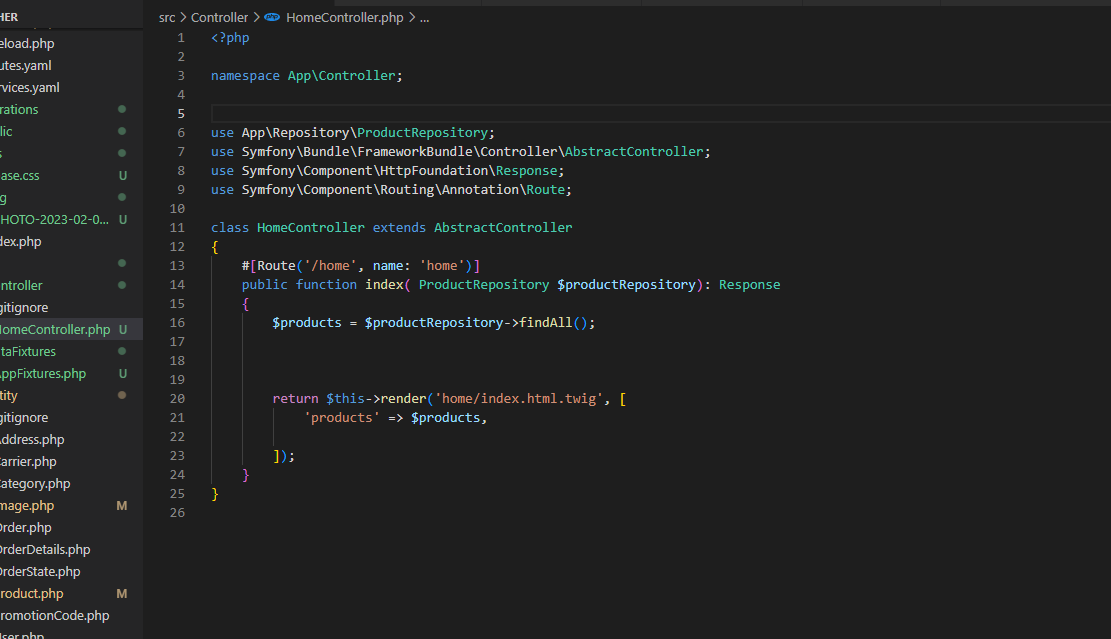 HER
eload.php
utes.yaml
rvices.yaml
rations
lic
s
ase.css U
g
HOTO-2023-02-0... U
dex.php
ntroller
gitignore
HomeController.php U
taFixtures
AppFixtures.php U
tity
gitignore
Address.php
Carrier.php
Category.php
mage.php M
Order.php
OrderDetails.php
OrderState.php
roduct.php M
romotionCode.php
User.php
src > Controller > php HomeController.php > ...
1 <?php
2
3 namespace App\Controller;
4
5
6 use App\Repository\ProductRepository;
7 use Symfony\Bundle\FrameworkBundle\Controller\AbstractController;
8 use Symfony\Component\HttpFoundation\Response;
9 use Symfony\Component\Routing\Annotation\Route;
10
11 class HomeController extends AbstractController
12 {
13 #[Route('/home', name: 'home')]
14 public function index( ProductRepository $productRepository): Response
15 {
16 $products = $productRepository->findAll();
17
18
19
20 return $this->render('home/index.html.twig', [
21 'products' => $products,
22
23 ]);
24 }
25 }
26